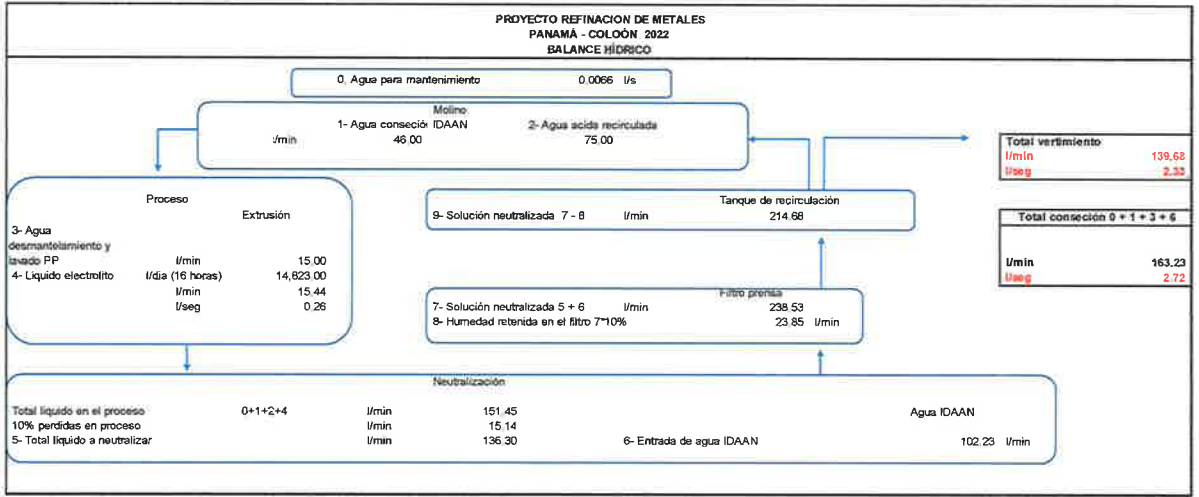 PROYECTO REFINACION DE METALES
PANAMÁ - COLOÓN 2022
BALANCE HÍDRICO
0, Agua para mantenimiento 0,0066 l/s
Molino
1- Agua conseción IDAAN 2- Agua acida recirculada
l/min 46,00 75,00
Total vertimiento
l/min 139,68
l/seg 2,33
Proceso
Extrusión
3- Agua
desmantelamiento y
lavado PP l/min 15,00
4- Liquido electrolito l/dia (16 horas) 14,823.00
l/min 15,44
l/seg 0,26
Tanque de recirculación
9- Solución neutralizada 7 - 8 l/min 214,68
Total conseción 0 + 1 + 3 + 6
l/min 163,23
l/seg 2,72
Filtro prensa
7- Solución neutralizada 5 + 6 l/min 238,53
8- Humedad retenida en el filtro 7*10% 23,85 l/min
Neutralización
Total liquido en el proceso 0+1+2+4 l/min 151,45 Agua IDAAN
10% perdidas en proceso l/min 15,14
5- Total líquido a neutralizar l/min 136,30 6- Entrada de agua IDAAN 102,23 l/min